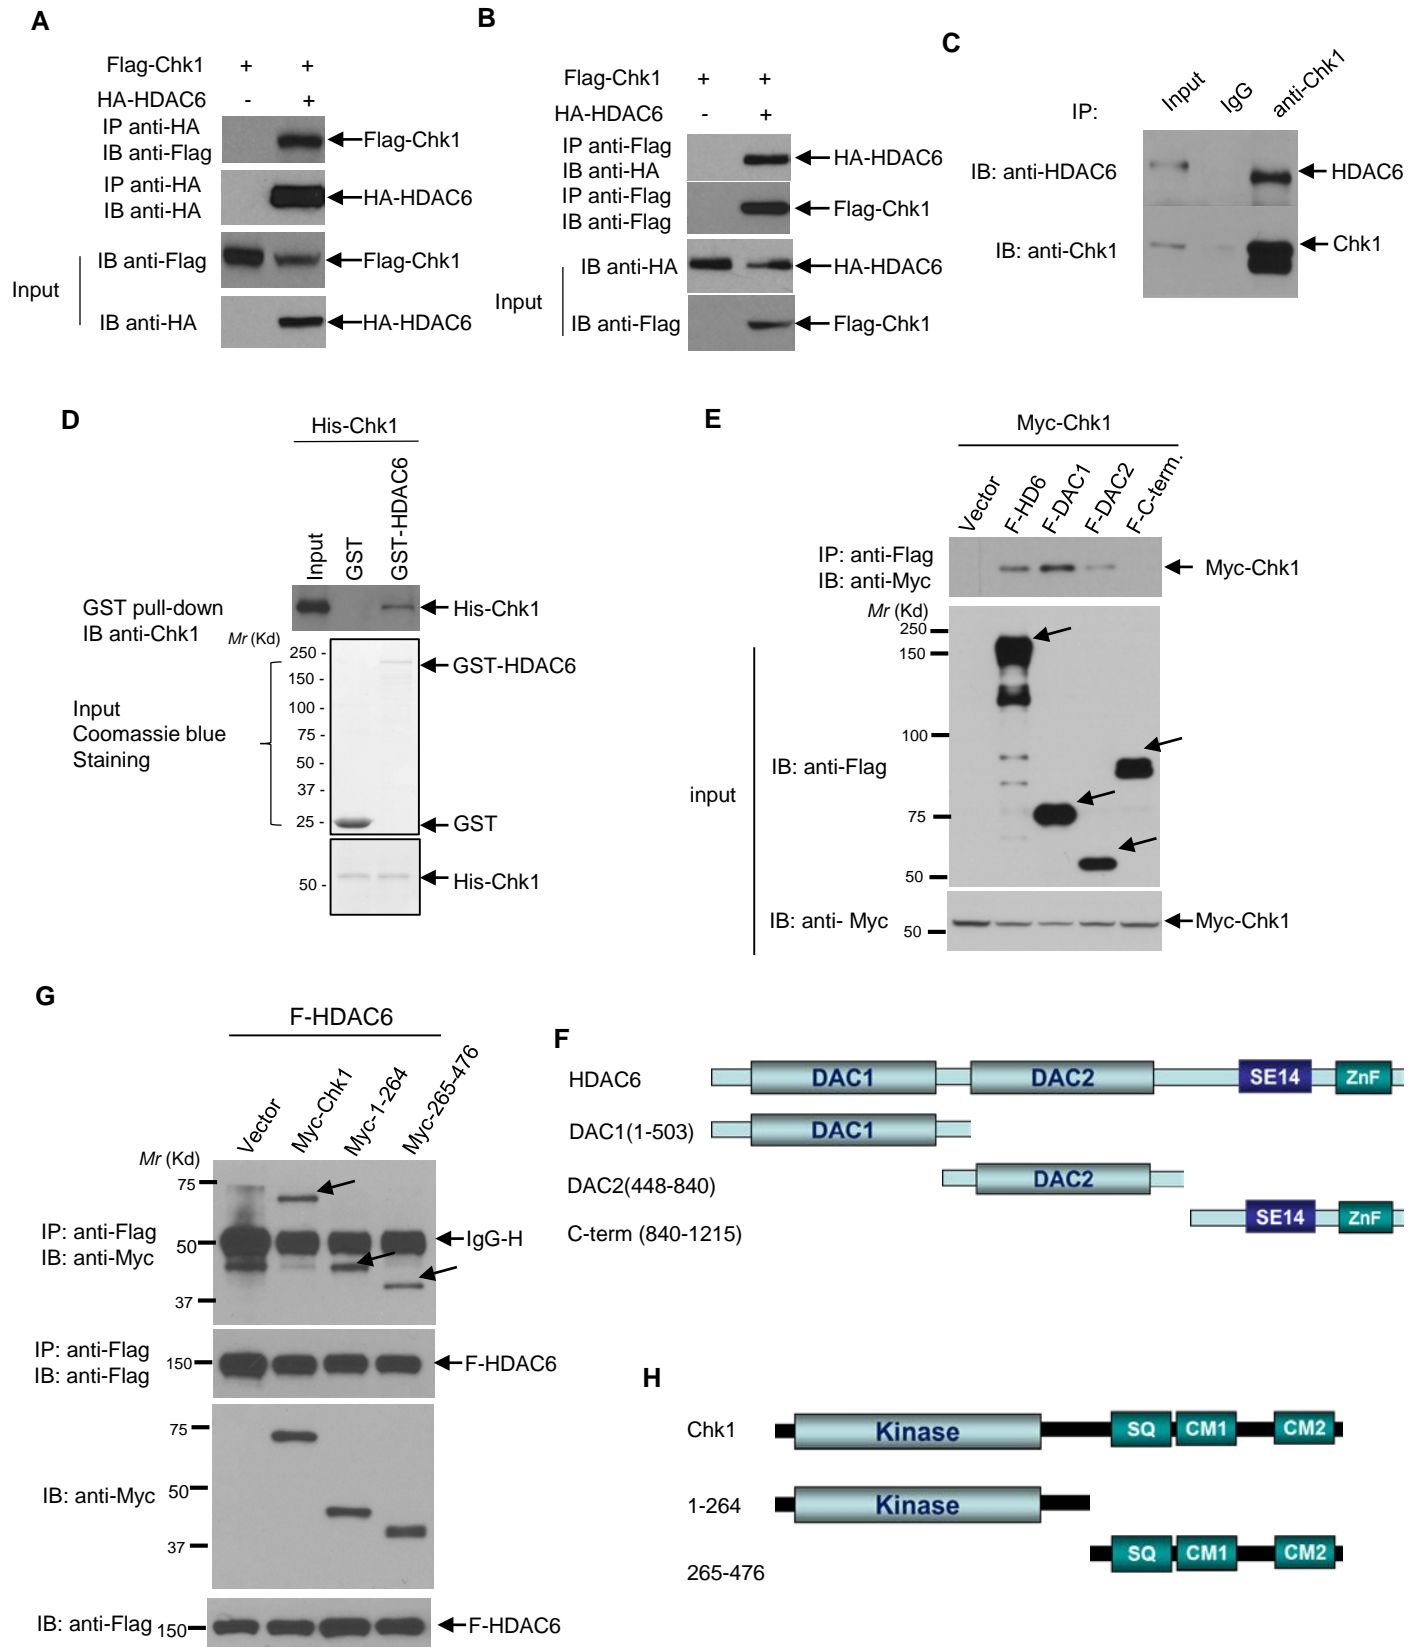 A
Flag-Chk1 + +
HA-HDAC6 - +
IP anti-HA
IB anti-Flag
Flag-Chk1
IP anti-HA
IB anti-HA
HA-HDAC6
Input
IB anti-Flag
Flag-Chk1
IB anti-HA
HA-HDAC6
B
Flag-Chk1 + +
HA-HDAC6 - +
IP anti-Flag
IB anti-HA
HA-HDAC6
IP anti-Flag
IB anti-Flag
Flag-Chk1
Input
IB anti-HA
HA-HDAC6
IB anti-Flag
Flag-Chk1
C
IP: Input IgG anti-Chk1
IB: anti-HDAC6
HDAC6
IB: anti-Chk1
Chk1
D
His-Chk1
Input GST GST-HDAC6
GST pull-down
IB anti-Chk1
His-Chk1
Mr (Kd)
250 -
GST-HDAC6
150 -
100 -
75 -
50 -
37 -
25 -
GST
Input
Coomassie blue
Staining
50 -
His-Chk1
E
Myc-Chk1
Vector F-HD6 F-DAC1 F-DAC2 F-C-term.
IP: anti-Flag
IB: anti-Myc
Myc-Chk1
Mr (Kd)
250
150
100
75
50
input
IB: anti-Flag
IB: anti- Myc
50
Myc-Chk1
G
F-HDAC6
Vector Myc-Chk1 Myc-1-264 Myc-265-476
Mr (Kd)
75
IP: anti-Flag
IB: anti-Myc
50
IgG-H
37
IP: anti-Flag
IB: anti-Flag
150
F-HDAC6
75
IB: anti-Myc
50
37
IB: anti-Flag
150
F-HDAC6
F
HDAC6 DAC1 DAC2 SE14 ZnF
DAC1(1-503) DAC1
DAC2(448-840) DAC2
C-term (840-1215) SE14 ZnF
H
Chk1 Kinase SQ CM1 CM2
1-264 Kinase
265-476 SQ CM1 CM2